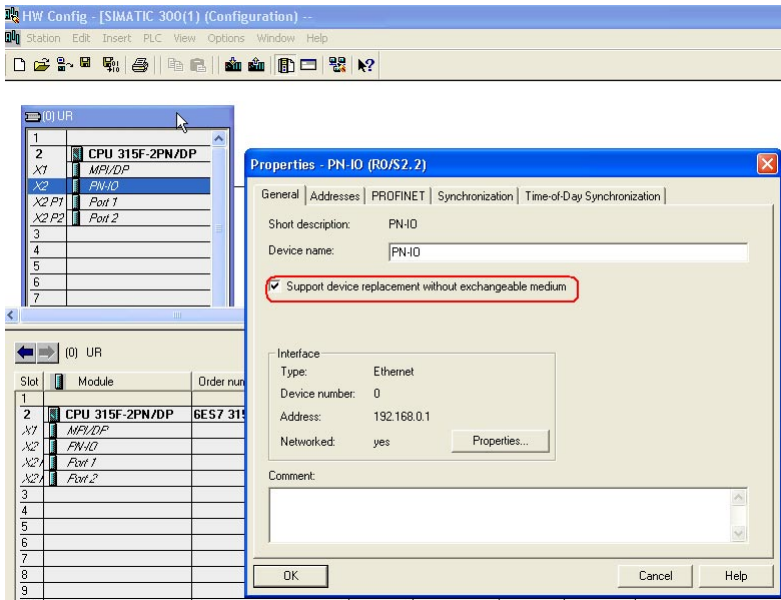 HW Config - [SIMATIC 300(1) (Configuration) --
Station Edit Insert PLC View Options Window Help
(0) UR
1
2 CPU 315F-2PN/DP
X1 MPI/DP
X2 PN-IO
X2 P1 Port 1
X2 P2 Port 2
3
4
5
6
7
Properties - PN-IO (R0/S2.2)
General Addresses PROFINET Synchronization Time-of-Day Synchronization
Short description: PN-IO
Device name: PN-IO
Support device replacement without exchangeable medium
Interface
Type: Ethernet
Device number: 0
Address: 192.168.0.1
Networked: yes Properties...
Comment:
OK Cancel Help
(0) UR
Slot Module Order num
1
2 CPU 315F-2PN/DP 6ES7 315
X1 MPI/DP
X2 PN-IO
X2 Port 1
X2 Port 2
3
4
5
6
7
8
9